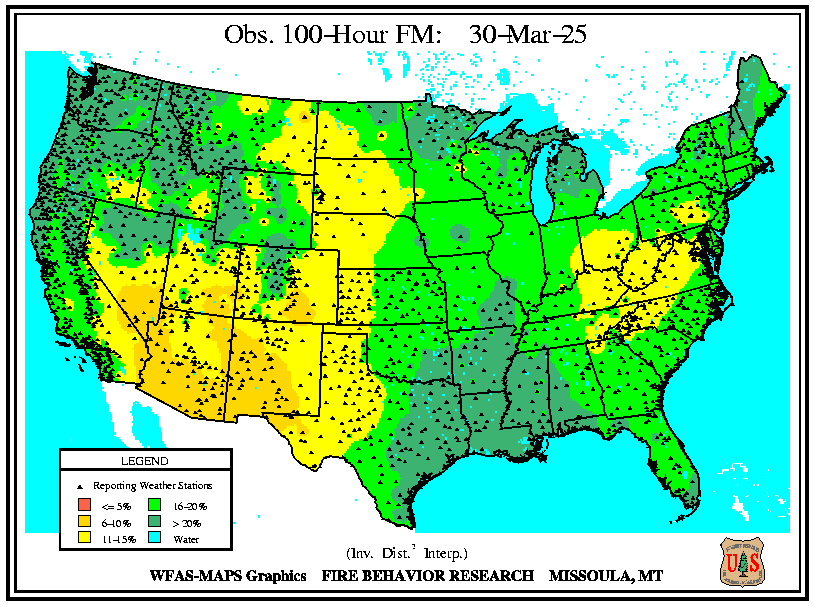 Obs. 100-Hour FM: 30-Mar-25
LEGEND
Reporting Weather Stations
<= 5% 16-20%
6-10% > 20%
11-15% Water
(Inv. Dist.² Interp.)
WFAS-MAPS Graphics FIRE BEHAVIOR RESEARCH MISSOULA, MT
U S